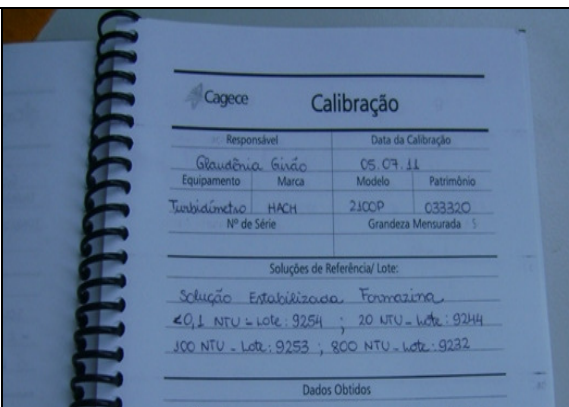 Cagece
Calibração
Responsável Data da Calibração
Glaudênia Girão 05.07.11
Equipamento Marca Modelo Patrimônio
Turbidímetro HACH 2100P 033320
Nº de Série Grandeza Mensurada
Soluções de Referência/ Lote:
Solução Estabilizada Formazina
<0,1 NTU - Lote: 9254 ; 20 NTU - Lote: 9244
100 NTU - Lote: 9253 ; 800 NTU - Lote: 9232
Dados Obtidos